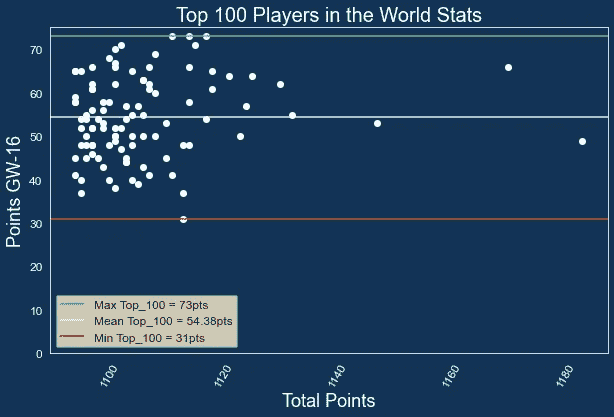 Top 100 Players in the World Stats
Points GW-16
70
60
50
40
30
20
10
0
Max Top_100 = 73pts
Mean Top_100 = 54.38pts
Min Top_100 = 31pts
1100
1120
1140
1160
1180
Total Points